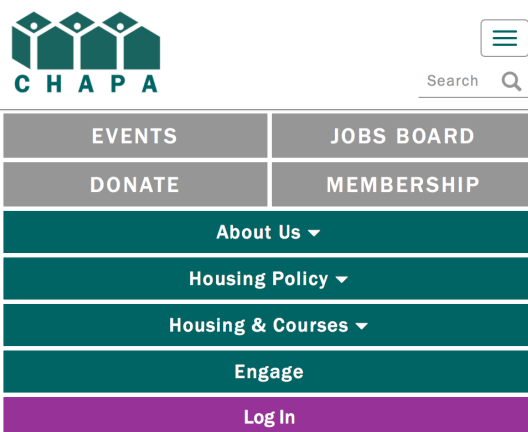 CHAPA
Search
EVENTS
JOBS BOARD
DONATE
MEMBERSHIP
About Us
Housing Policy
Housing & Courses
Engage
Log In